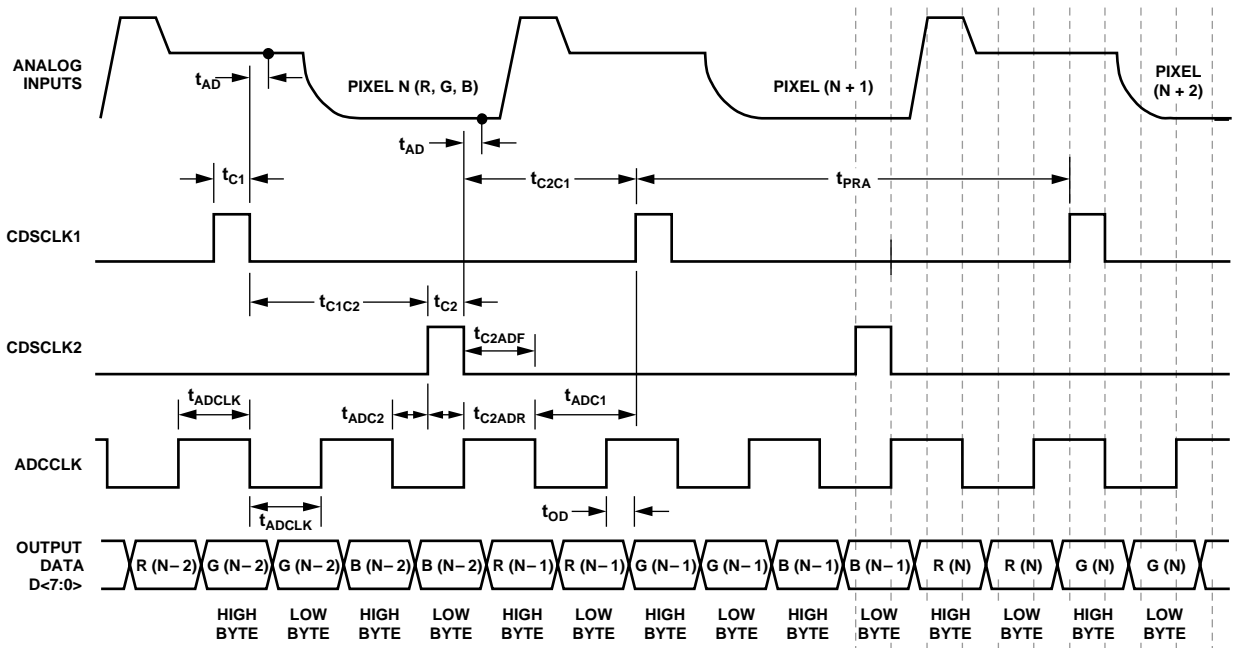 ANALOG
INPUTS
tAD
PIXEL N (R, G, B)
PIXEL (N + 1)
PIXEL
(N + 2)
tAD
tC1
tC2C1
tPRA
CDSCLK1
tC1C2
tC2
tC2ADF
CDSCLK2
tADCLK
tADC2
tC2ADR
tADC1
ADCCLK
tADCLK
tOD
OUTPUT
DATA
D<7:0>
R (N– 2) G (N– 2) G (N– 2) B (N– 2) B (N– 2) R (N– 1) R (N– 1) G (N– 1) G (N– 1) B (N– 1) B (N– 1) R (N) R (N) G (N) G (N)
HIGH LOW HIGH LOW HIGH LOW HIGH LOW HIGH LOW HIGH LOW HIGH LOW
BYTE BYTE BYTE BYTE BYTE BYTE BYTE BYTE BYTE BYTE BYTE BYTE BYTE BYTE